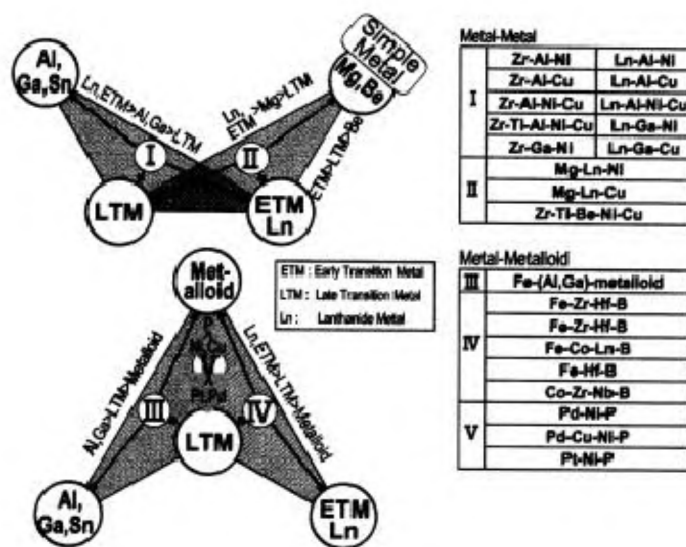 Al,
Ga,Sn
Simple
Metal
(Mg,Be
Ln,ETM>Al,Ga>LTM
Ln,
ETM>Mg>LTM
ETM>LTM>Be
I
II
LTM
ETM
Ln
Met-
alloid
ETM : Early Transition Metal
LTM : Late Transition Metal
Ln : Lanthanide Metal
Al,Ga>LTM>Metalloid
Ln,ETM>LTM>Metalloid
P
Pt,Pd
III
IV
LTM
Al,
Ga,Sn
ETM
Ln
Metal-Metal
I
Zr-Al-Ni Ln-Al-Ni
Zr-Al-Cu Ln-Al-Cu
Zr-Al-Ni-Cu Ln-Al-Ni-Cu
Zr-Ti-Al-Ni-Cu Ln-Ga-Ni
Zr-Ga-Ni Ln-Ga-Cu
II
Mg-Ln-Ni
Mg-Ln-Cu
Zr-Ti-Be-Ni-Cu
Metal-Metalloid
III Fe-(Al,Ga)-metalloid
IV
Fe-Zr-Hf-B
Fe-Zr-Hf-B
Fe-Co-Ln-B
Fe-Hf-B
Co-Zr-Nb-B
V
Pd-Ni-P
Pd-Cu-Ni-P
Pt-Ni-P